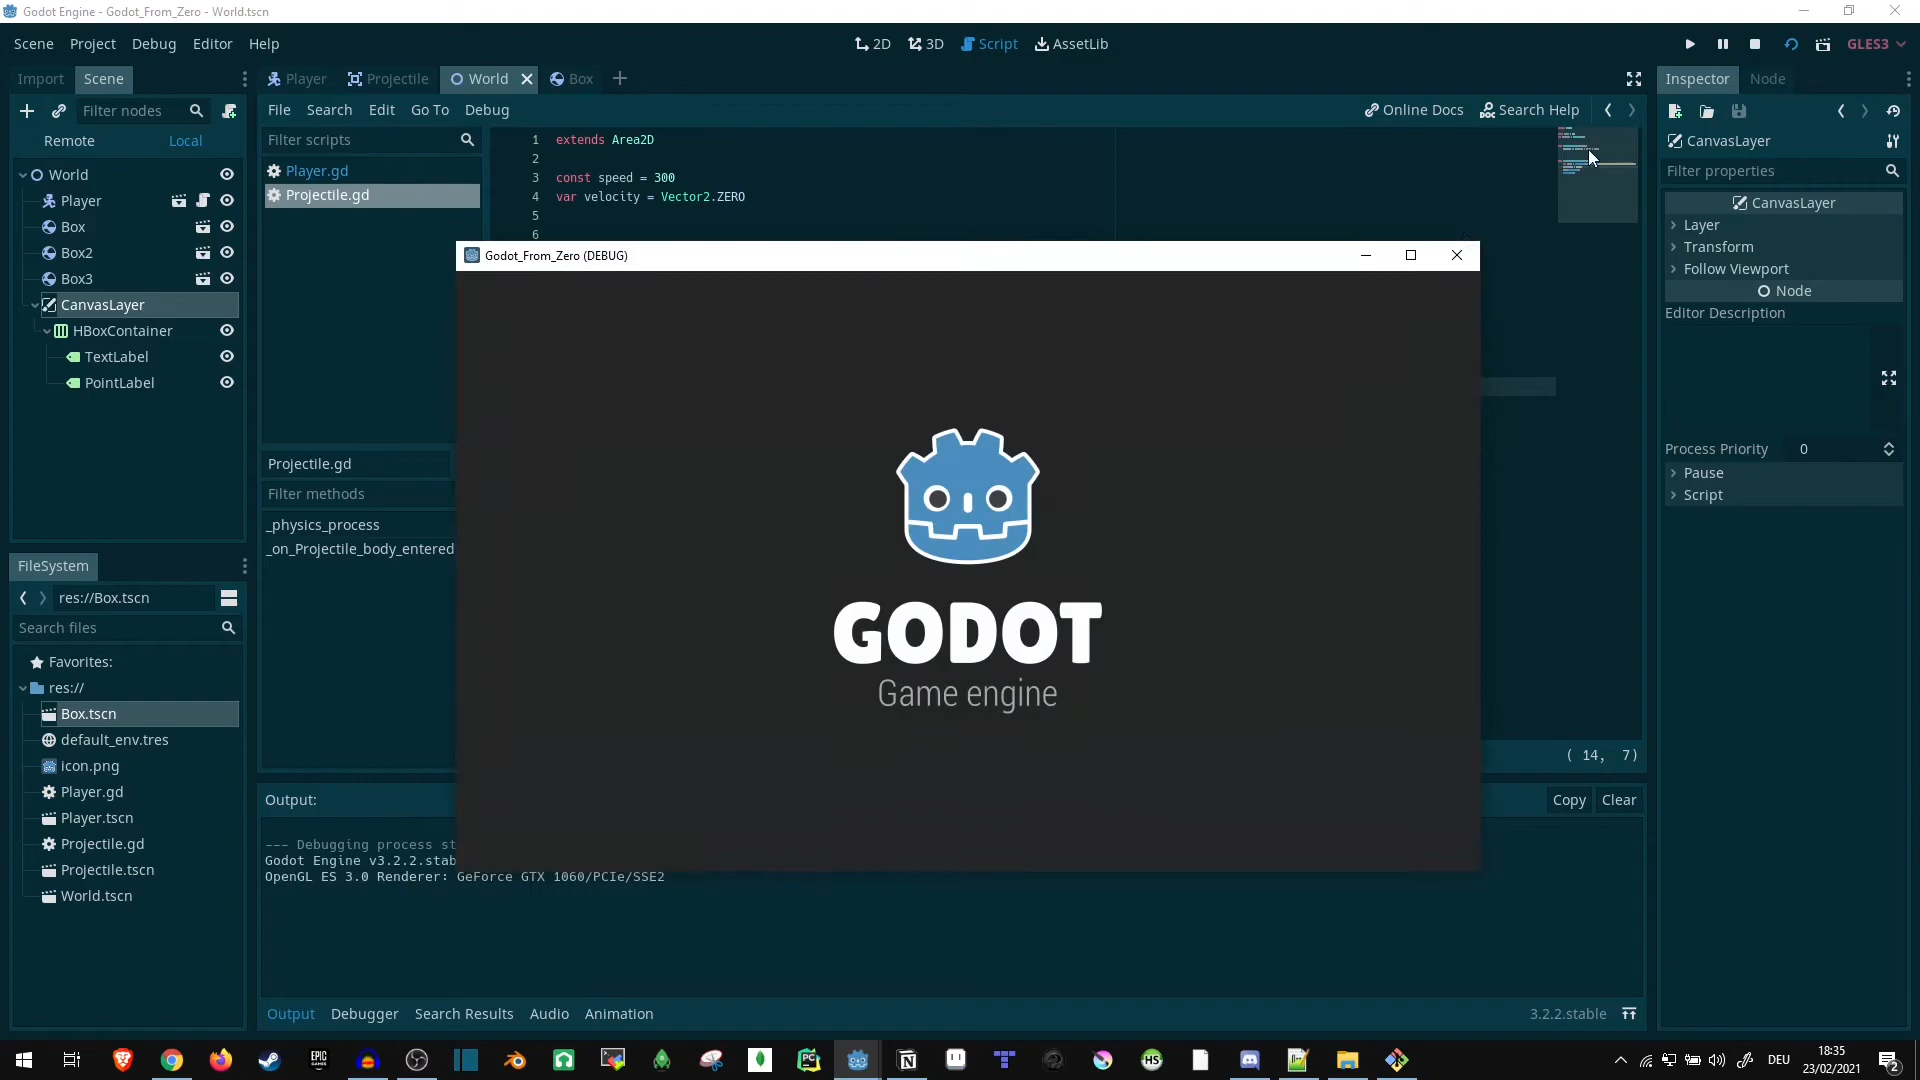 Godot Engine - Godot_From_Zero - World.tscn
Scene Project Debug Editor Help
2D 3D Script AssetLib
GLES3
Import Scene
Player Projectile World Box
Inspector Node
Filter nodes
File Search Edit Go To Debug
Online Docs Search Help
Remote Local
Filter scripts
1 extends Area2D
2
3 const speed = 300
4 var velocity = Vector2.ZERO
5
6
CanvasLayer
Filter properties
World
Player
Box
Box2
Box3
CanvasLayer
HBoxContainer
TextLabel
PointLabel
Player.gd
Projectile.gd
CanvasLayer
Layer
Transform
Follow Viewport
Node
Editor Description
Process Priority 0
Pause
Script
Godot_From_Zero (DEBUG)
GODOT
Game engine
Projectile.gd
Filter methods
_physics_process
_on_Projectile_body_entered
( 14, 7)
FileSystem
res://Box.tscn
Search files
Favorites:
res://
Box.tscn
default_env.tres
icon.png
Player.gd
Player.tscn
Projectile.gd
Projectile.tscn
World.tscn
Output:
Copy Clear
--- Debugging process st
Godot Engine v3.2.2.stab
OpenGL ES 3.0 Renderer: GeForce GTX 1060/PCIe/SSE2
Output Debugger Search Results Audio Animation
3.2.2.stable
EPIC
GAMES
PC
HS
DEU
18:35
23/02/2021
2